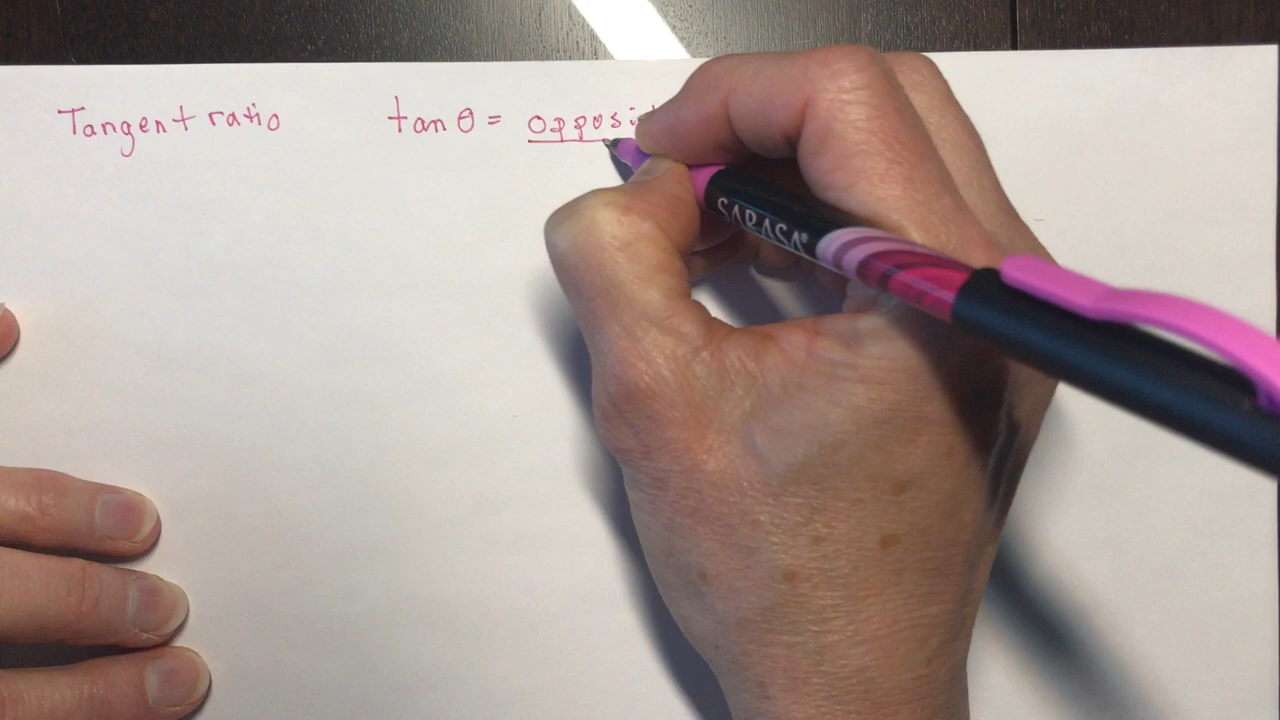 Tangent ratio tan θ = opposi
SARASA®